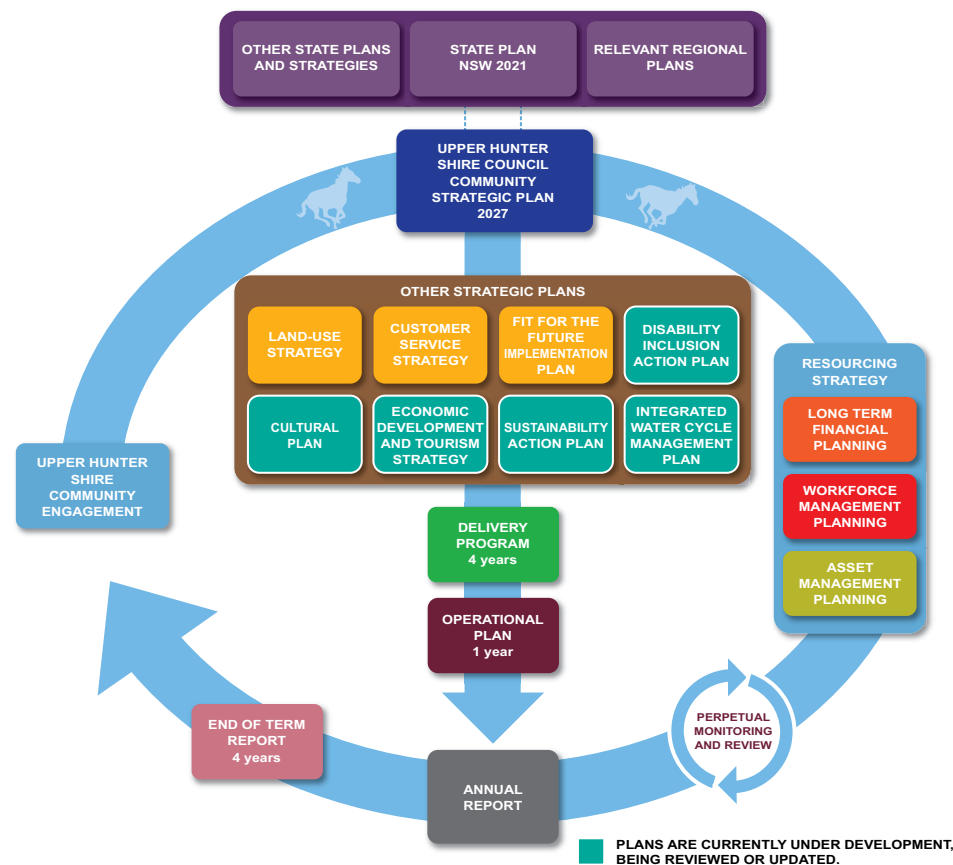 OTHER STATE PLANS
AND STRATEGIES
STATE PLAN
NSW 2021
RELEVANT REGIONAL
PLANS
UPPER HUNTER
SHIRE COUNCIL
COMMUNITY
STRATEGIC PLAN
2027
OTHER STRATEGIC PLANS
LAND-USE
STRATEGY
CUSTOMER
SERVICE
STRATEGY
FIT FOR THE
FUTURE
IMPLEMENTATION
PLAN
DISABILITY
INCLUSION
ACTION PLAN
CULTURAL
PLAN
ECONOMIC
DEVELOPMENT
AND TOURISM
STRATEGY
SUSTAINABILITY
ACTION PLAN
INTEGRATED
WATER CYCLE
MANAGEMENT
PLAN
RESOURCING
STRATEGY
LONG TERM
FINANCIAL
PLANNING
WORKFORCE
MANAGEMENT
PLANNING
ASSET
MANAGEMENT
PLANNING
UPPER HUNTER
SHIRE
COMMUNITY
ENGAGEMENT
DELIVERY
PROGRAM
4 years
OPERATIONAL
PLAN
1 year
PERPETUAL
MONITORING
AND REVIEW
END OF TERM
REPORT
4 years
ANNUAL
REPORT
PLANS ARE CURRENTLY UNDER DEVELOPMENT,
BEING REVIEWED OR UPDATED.